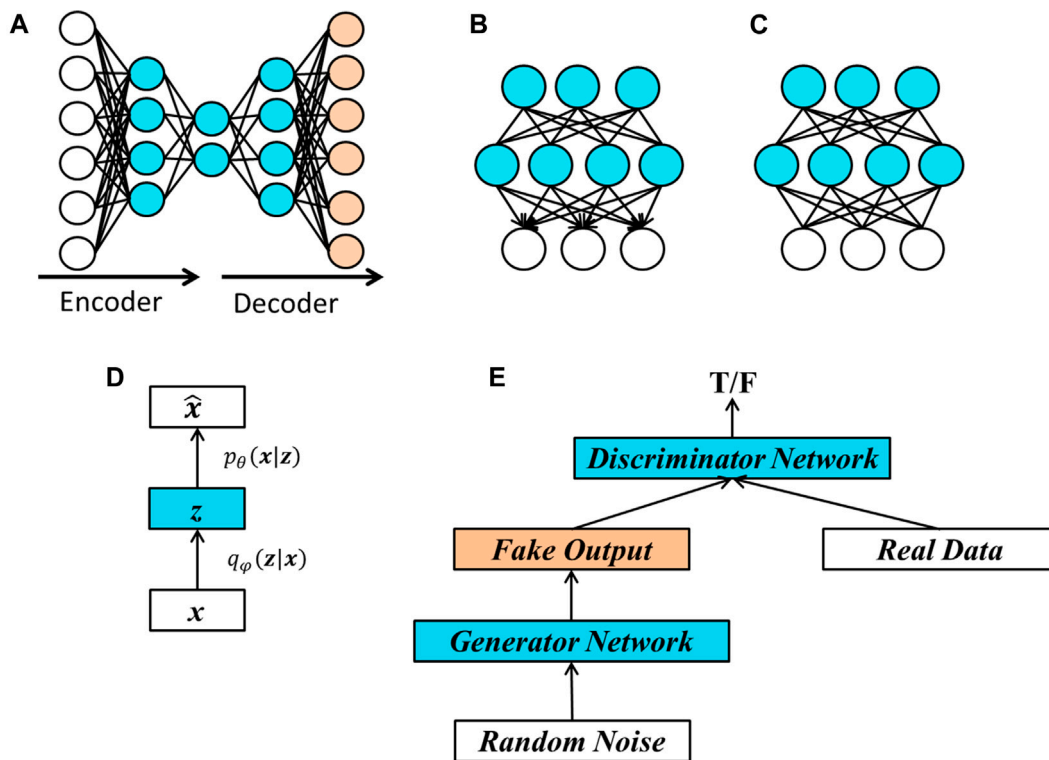 A
B
C
Encoder
Decoder
D
x̂
pθ(x|z)
z
qφ(z|x)
x
E
T/F
Discriminator Network
Fake Output
Real Data
Generator Network
Random Noise